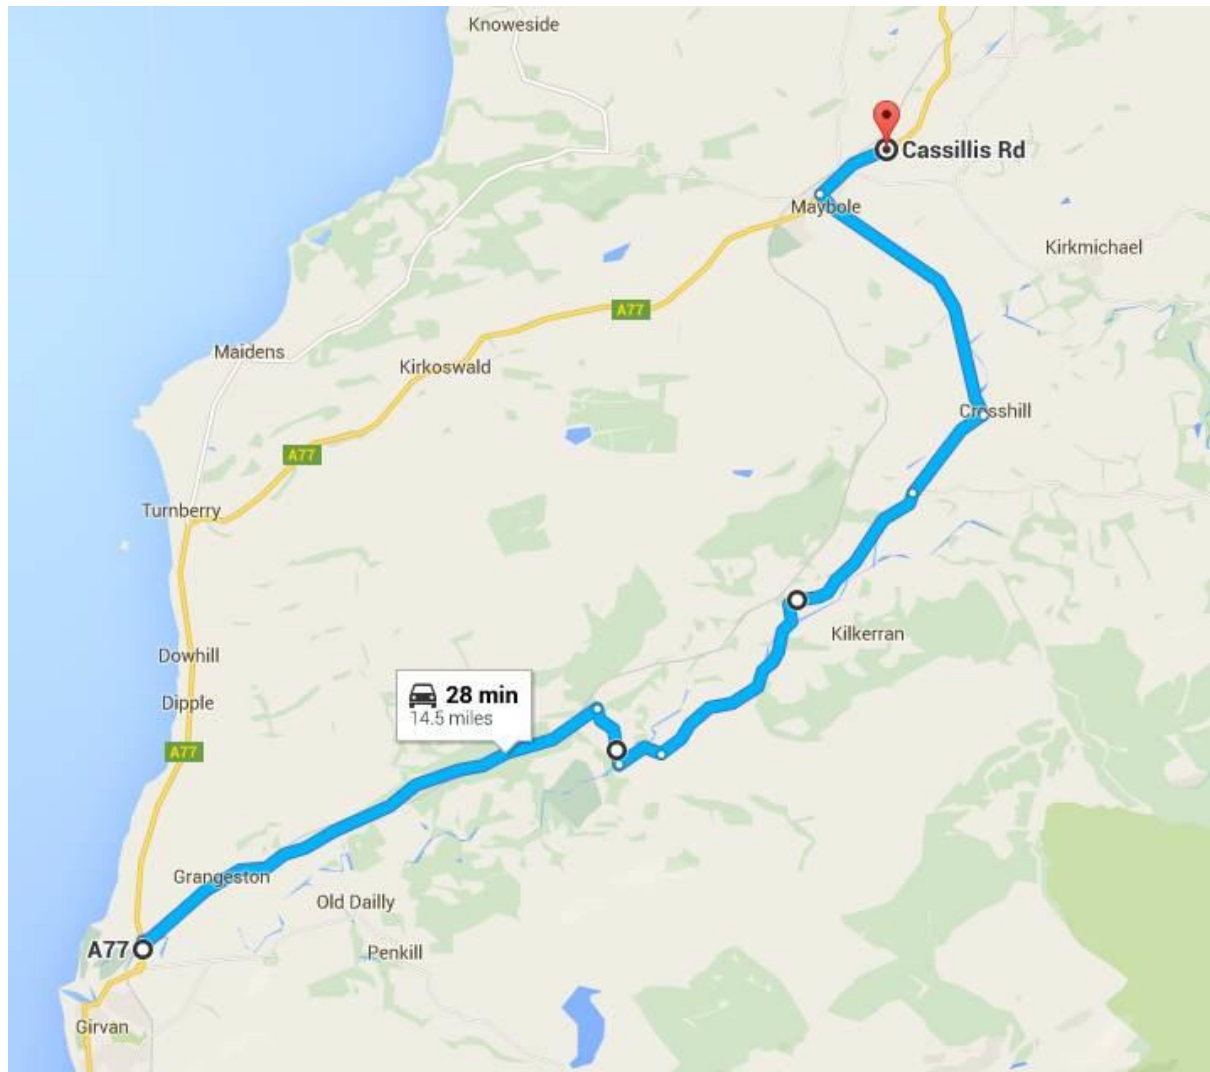 Knoweside
Cassillis Rd
Maybole
Kirkmichael
A77
Maidens
Kirkoswald
Crosshill
A77
Turnberry
Kilkerran
Dowhill
28 min
14.5 miles
Dipple
A77
Grangeston
Old Dailly
A77
Penkill
Girvan